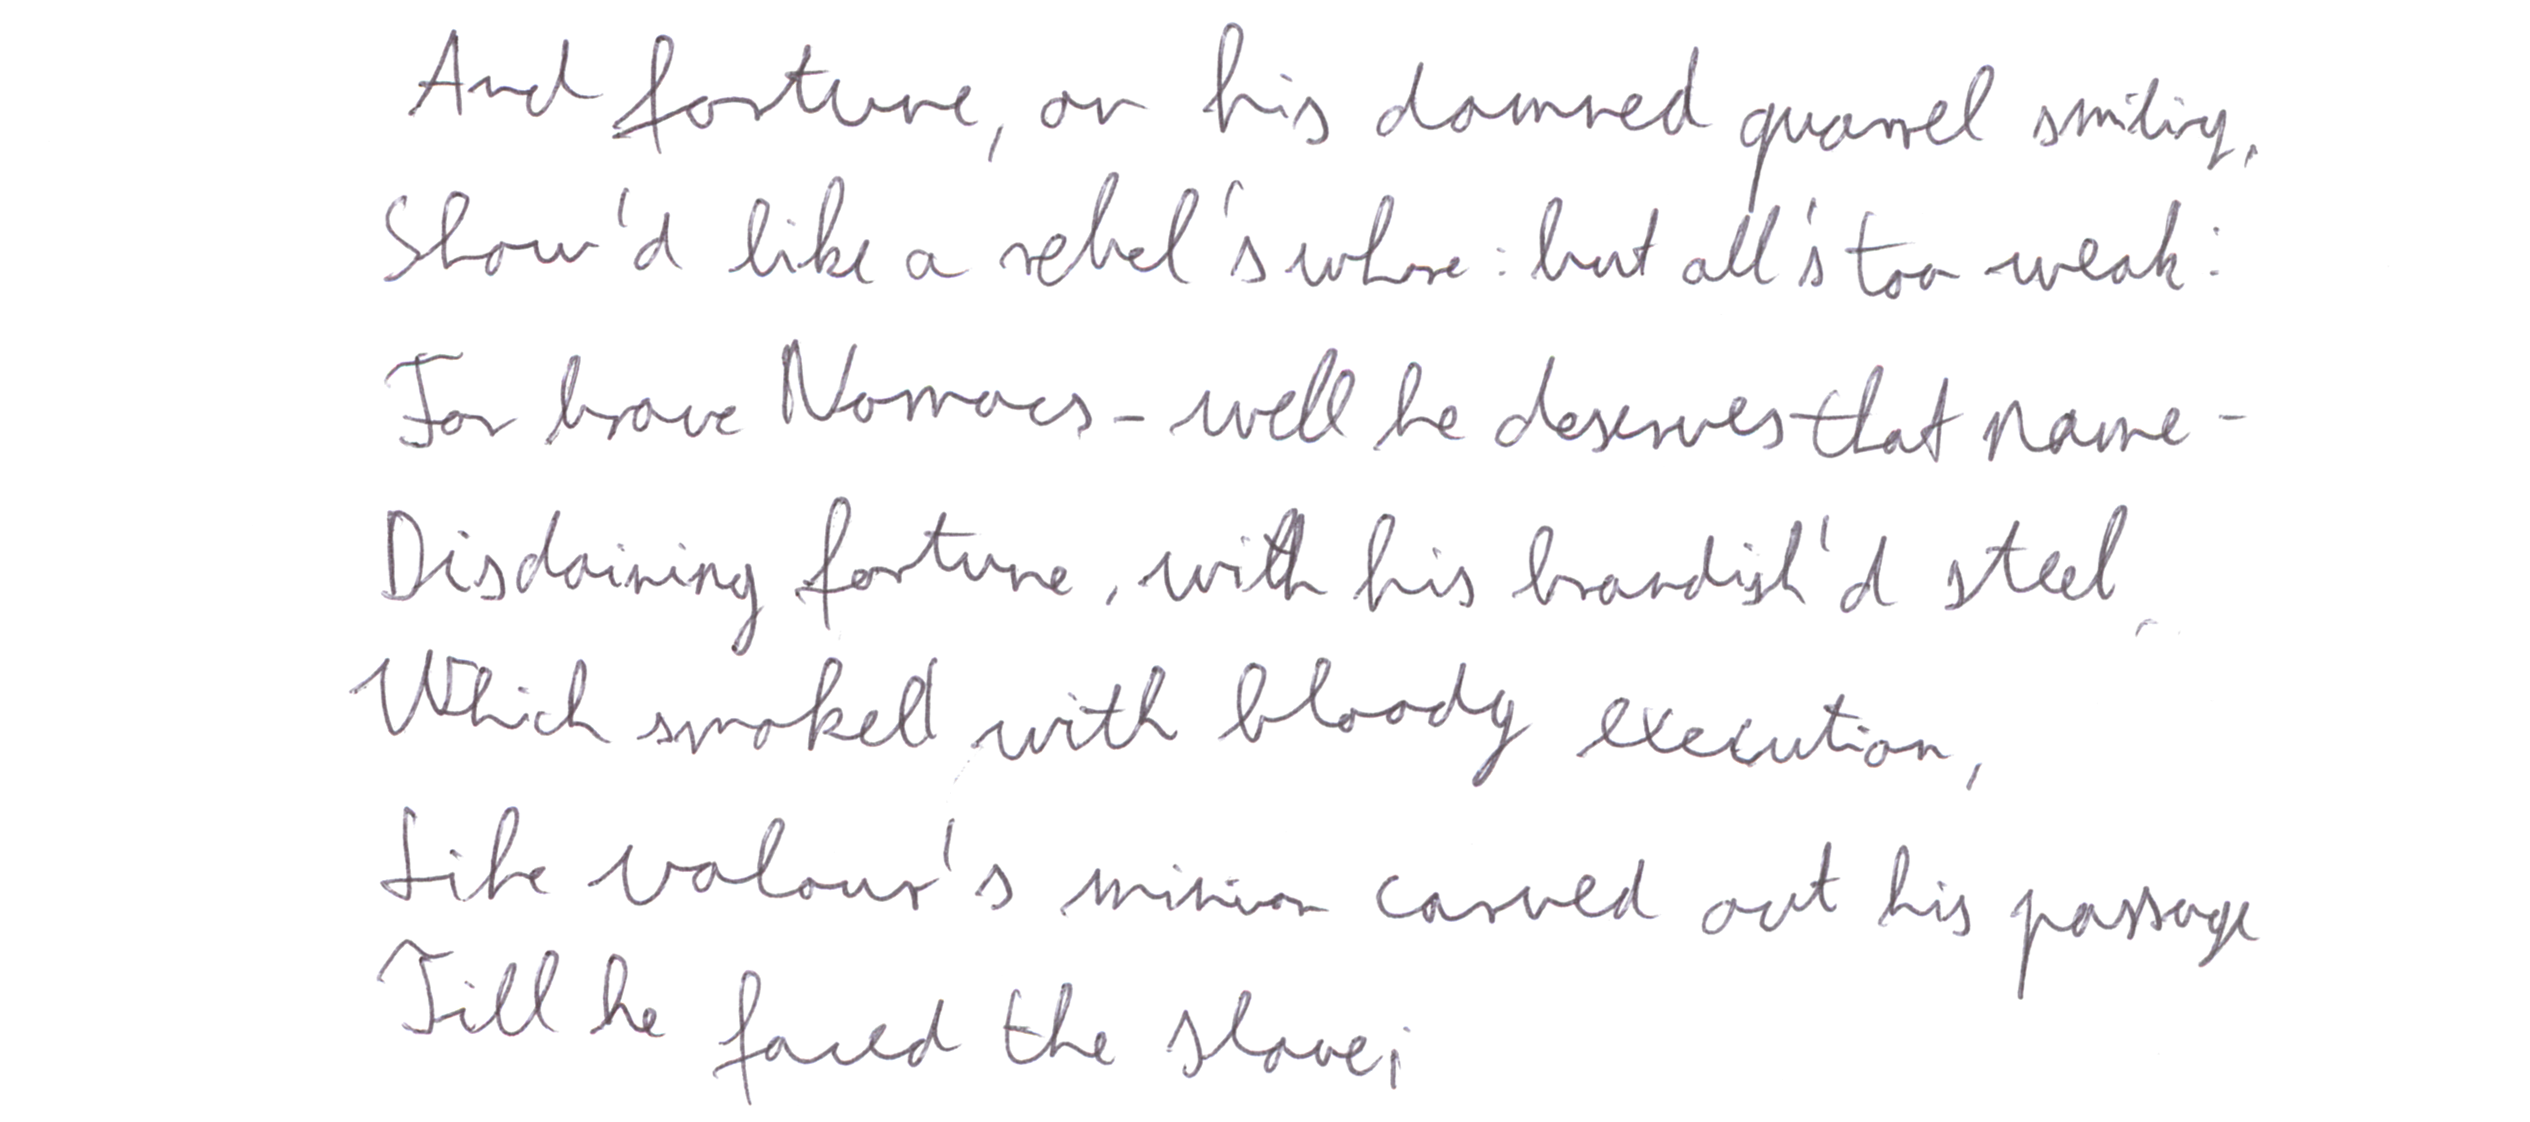 And fortune, on his damned quarrel smiling,
Show'd like a rebel's whore: but all's too weak:
For brave Nomacs - well he deserves that name -
Disdaining fortune, with his brandish'd steel,
Which smoked with bloody execution,
Like valour's minion carved out his passage
Till he faced the slave;